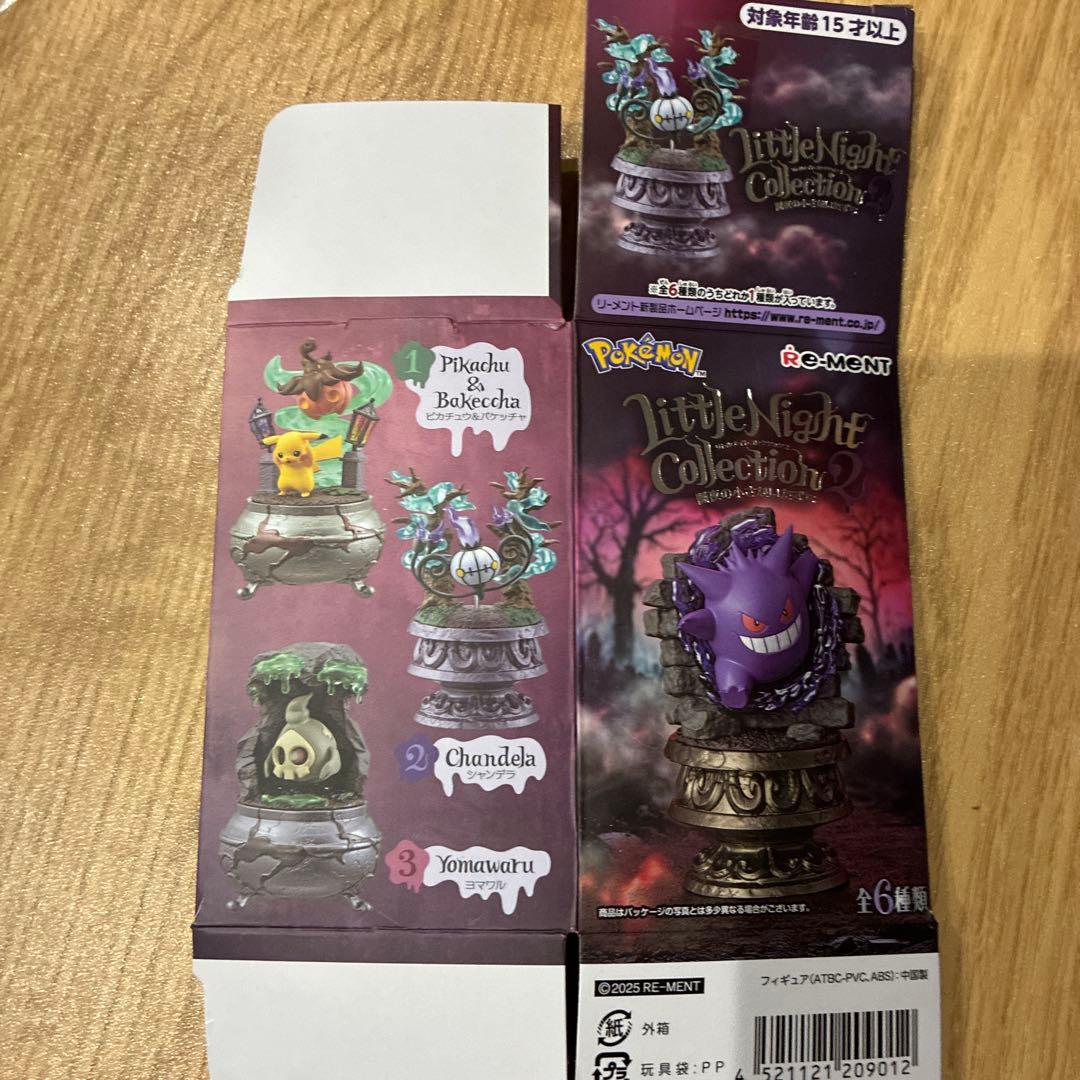 対象年齢15才以上
Little Night
Collection 2
※全6種類のうちどれか1種類が入っています。
リーメント新製品ホームページ https://www.re-ment.co.jp/
POKÉMON TM
Re-MENT
Little Night
Collection 2
商品はパッケージの写真とは多少異なる場合がございます。
全6種類
1
Pikachu
&
Bakeccha
ピカチュウ&バケッチャ
2
Chandela
シャンデラ
3
Yomawaru
ヨマワル
©2025 RE-MENT
フィギュア(ATBC-PVC、ABS):中国製
紙
外箱
プラ
玩具袋:PP
4 521121 209012